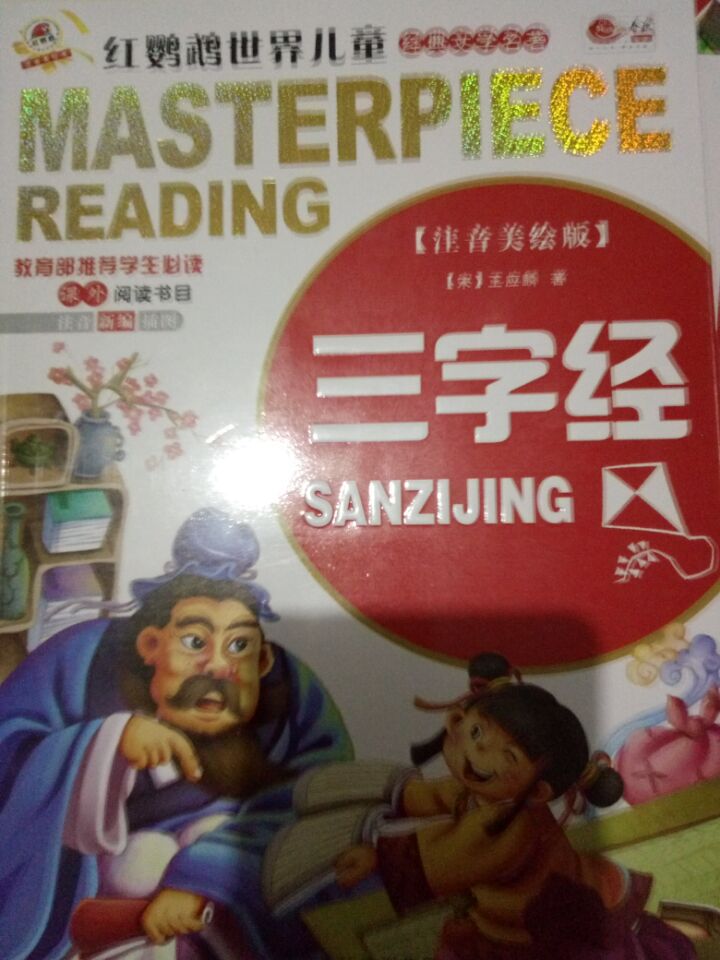 红鹦鹉世界儿童 经典文学名著
MASTERPIECE
READING
教育部推荐学生必读
课外 阅读书目
注音 新编 插图
【注音美绘版】
【宋】王应麟 著
三字经
SANZIJING